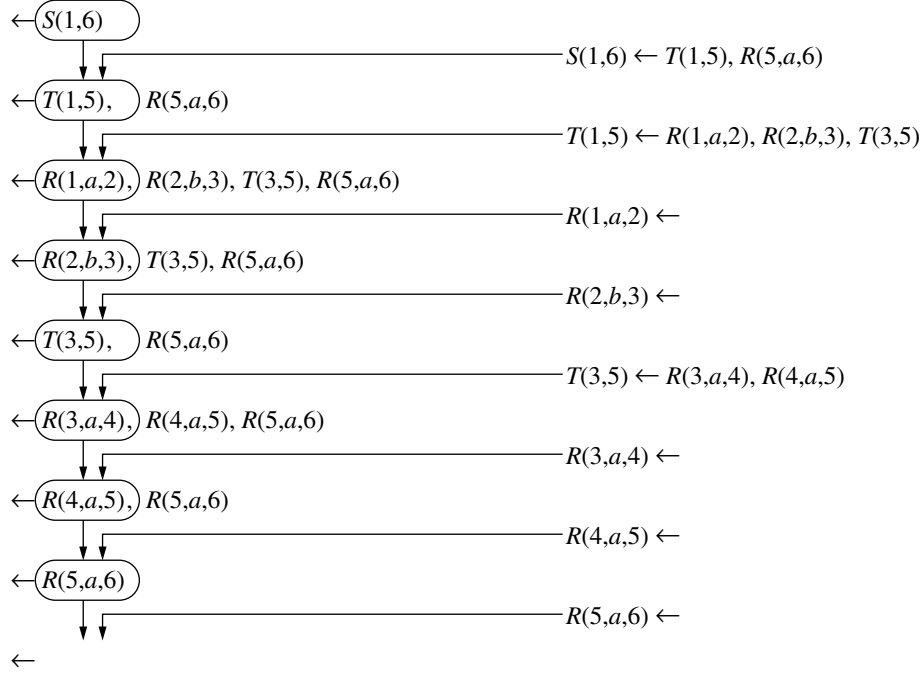 ← S(1,6)
S(1,6) ← T(1,5), R(5,a,6)
← T(1,5), R(5,a,6)
T(1,5) ← R(1,a,2), R(2,b,3), T(3,5)
← R(1,a,2), R(2,b,3), T(3,5), R(5,a,6)
R(1,a,2) ←
← R(2,b,3), T(3,5), R(5,a,6)
R(2,b,3) ←
← T(3,5), R(5,a,6)
T(3,5) ← R(3,a,4), R(4,a,5)
← R(3,a,4), R(4,a,5), R(5,a,6)
R(3,a,4) ←
← R(4,a,5), R(5,a,6)
R(4,a,5) ←
← R(5,a,6)
R(5,a,6) ←
←